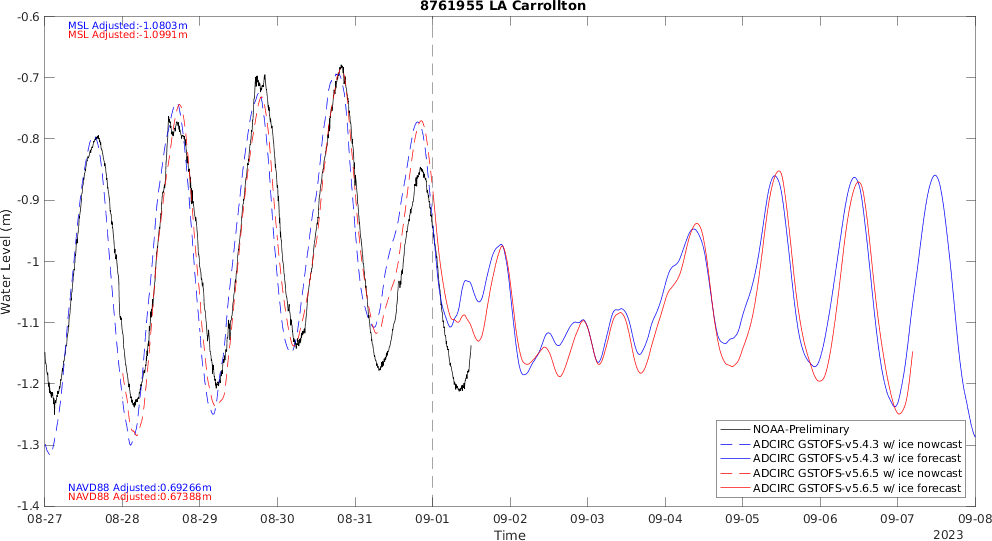 8761955 LA Carrollton
MSL Adjusted:-1.0803m
MSL Adjusted:-1.0991m
-0.6
-0.7
-0.8
-0.9
-1
-1.1
-1.2
-1.3
-1.4
Water Level (m)
NOAA-Preliminary
ADCIRC GSTOFS-v5.4.3 w/ ice nowcast
ADCIRC GSTOFS-v5.4.3 w/ ice forecast
ADCIRC GSTOFS-v5.6.5 w/ ice nowcast
ADCIRC GSTOFS-v5.6.5 w/ ice forecast
NAVD88 Adjusted:0.69266m
NAVD88 Adjusted:0.67388m
08-27 08-28 08-29 08-30 08-31 09-01 09-02 09-03 09-04 09-05 09-06 09-07 09-08
Time
2023